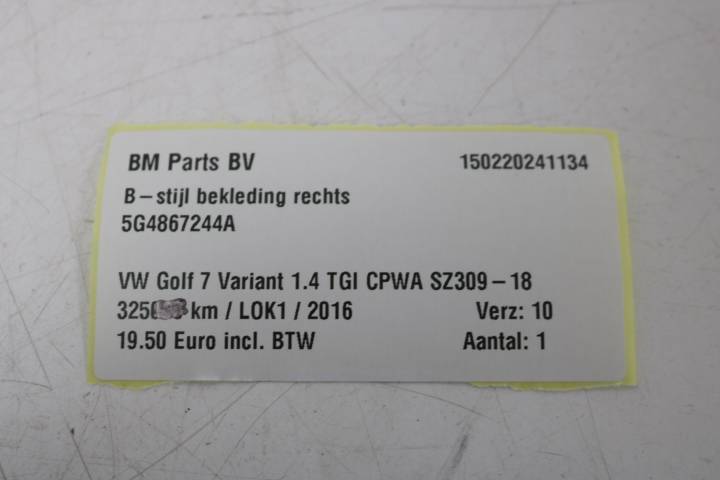 BM Parts BV 150220241134
B-stijl bekleding rechts
5G4867244A
VW Golf 7 Variant 1.4 TGI CPWA SZ309-18
km / LOK1 / 2016 Verz: 10
19.50 Euro incl. BTW Aantal: 1